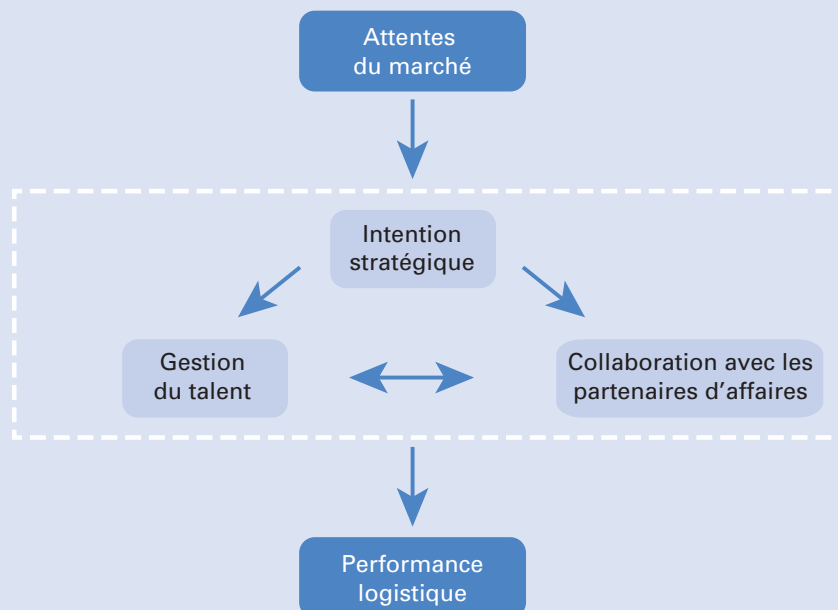 Attentes
du marché
Intention
stratégique
Gestion
du talent
Collaboration avec les
partenaires d’affaires
Performance
logistique